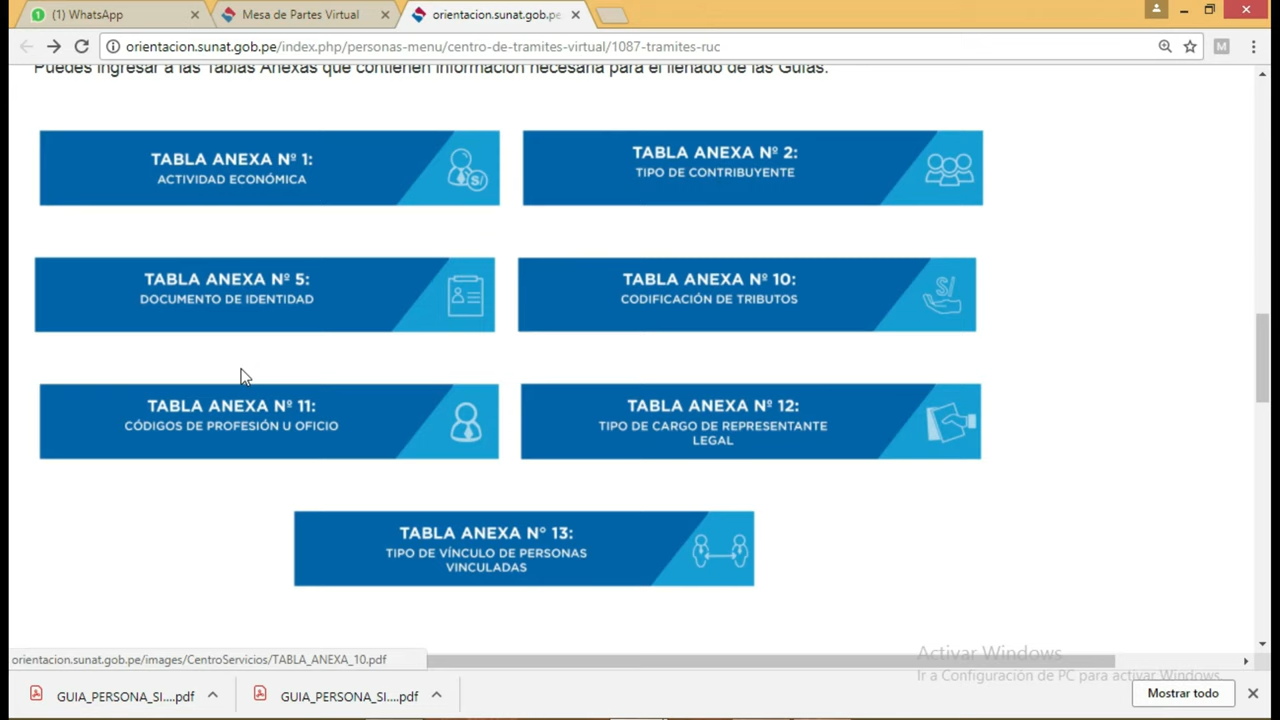 (1) WhatsApp
Mesa de Partes Virtual
orientacion.sunat.gob.pe
orientacion.sunat.gob.pe/index.php/personas-menu/centro-de-tramites-virtual/1087-tramites-ruc
M
Puedes ingresar a las Tablas Anexas que contienen información necesaria para el llenado de las Guías.
TABLA ANEXA Nº 1:
ACTIVIDAD ECONÓMICA
S/
TABLA ANEXA Nº 2:
TIPO DE CONTRIBUYENTE
TABLA ANEXA Nº 5:
DOCUMENTO DE IDENTIDAD
TABLA ANEXA Nº 10:
CODIFICACIÓN DE TRIBUTOS
S/
TABLA ANEXA Nº 11:
CÓDIGOS DE PROFESIÓN U OFICIO
TABLA ANEXA Nº 12:
TIPO DE CARGO DE REPRESENTANTE
LEGAL
TABLA ANEXA N° 13:
TIPO DE VÍNCULO DE PERSONAS
VINCULADAS
orientacion.sunat.gob.pe/images/CentroServicios/TABLA_ANEXA_10.pdf
Activar Windows
Ir a Configuración de PC para activar Windows.
GUIA_PERSONA_SI....pdf
GUIA_PERSONA_SI....pdf
Mostrar todo